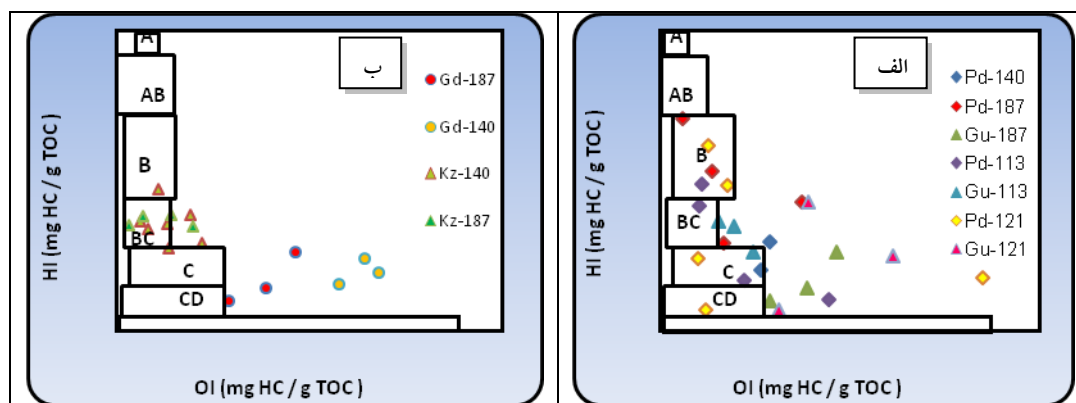 A
ب
Gd-187
AB
Gd-140
B
Kz-140
BC
Kz-187
C
CD
HI (mg HC / g TOC)
OI (mg HC / g TOC)
A
الف
Pd-140
AB
Pd-187
Gu-187
B
Pd-113
Gu-113
BC
Pd-121
Gu-121
C
CD
HI (mg HC / g TOC)
OI (mg HC / g TOC)